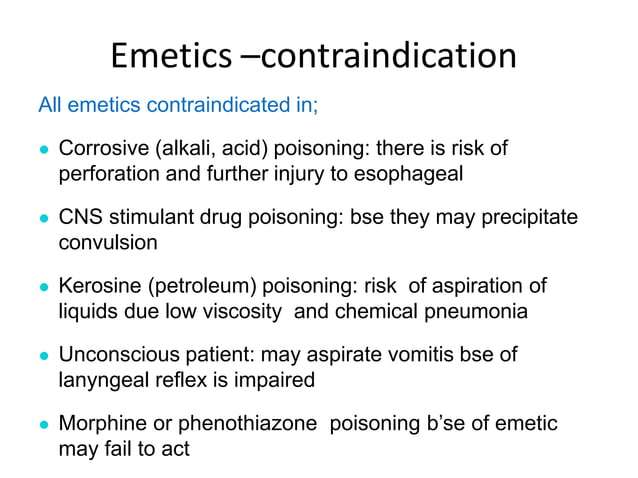 Emetics –contraindication
All emetics contraindicated in;
● Corrosive (alkali, acid) poisoning: there is risk of
perforation and further injury to esophageal
● CNS stimulant drug poisoning: bse they may precipitate
convulsion
● Kerosine (petroleum) poisoning: risk of aspiration of
liquids due low viscosity and chemical pneumonia
● Unconscious patient: may aspirate vomitis bse of
lanyngeal reflex is impaired
● Morphine or phenothiazone poisoning b’se of emetic
may fail to act